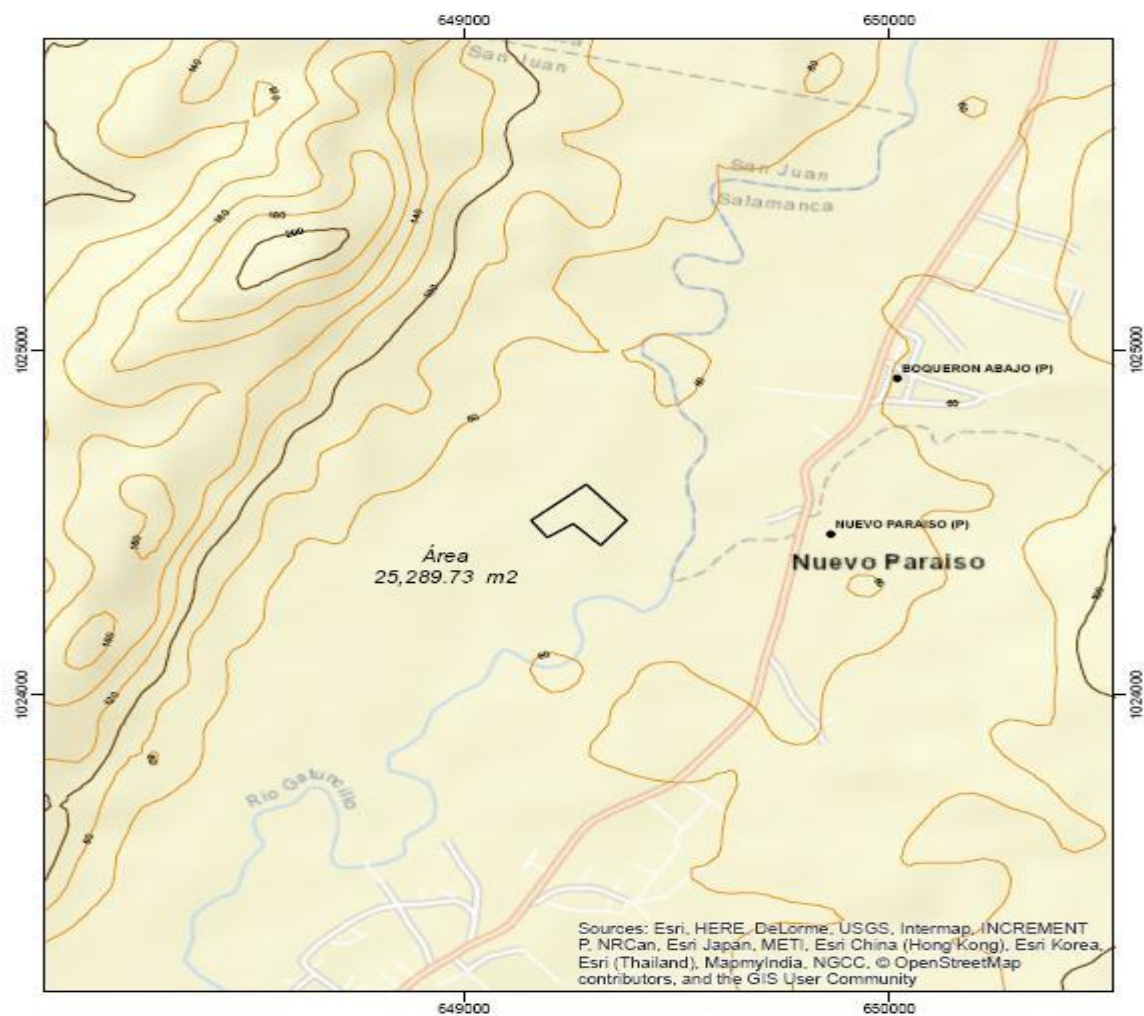 649000
650000
San Juan
San Juan
Salamanca
200
1025000
1025000
BOQUERON ABAJO (P)
60
NUEVO PARAISO (P)
Nuevo Paraiso
Área
25,289.73 m2
1024000
1024000
Rio Gatuncillo
Sources: Esri, HERE, DeLorme, USGS, Intermap, INCREMENT
P, NRCan, Esri Japan, METI, Esri China (Hong Kong), Esri Korea,
Esri (Thailand), MapmyIndia, NGCC, © OpenStreetMap
contributors, and the GIS User Community
649000
650000